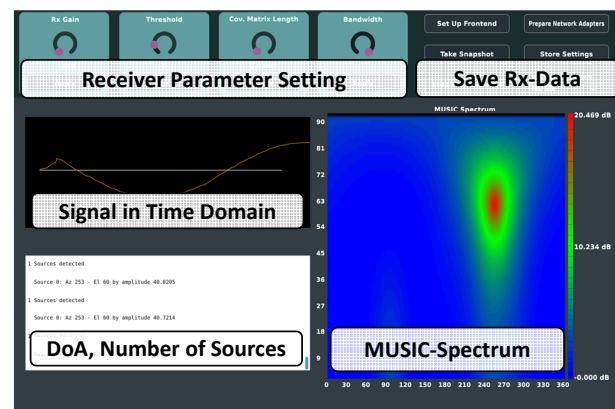 Rx Gain
Threshold
Cov. Matrix Length
Bandwidth
Set Up Frontend
Prepare Network Adapters
Take Snapshot
Store Settings
Receiver Parameter Setting
Save Rx-Data
MUSIC Spectrum
20.469 dB
90
81
72
63
54
45
36
27
18
9
10.234 dB
-0.000 dB
0 30 60 90 120 150 180 210 240 270 300 330 360
Signal in Time Domain
1 Sources detected
Source 0: Az 253 - El 60 by amplitude 40.8205
1 Sources detected
Source 0: Az 253 - El 60 by amplitude 40.7214
DoA, Number of Sources
MUSIC-Spectrum